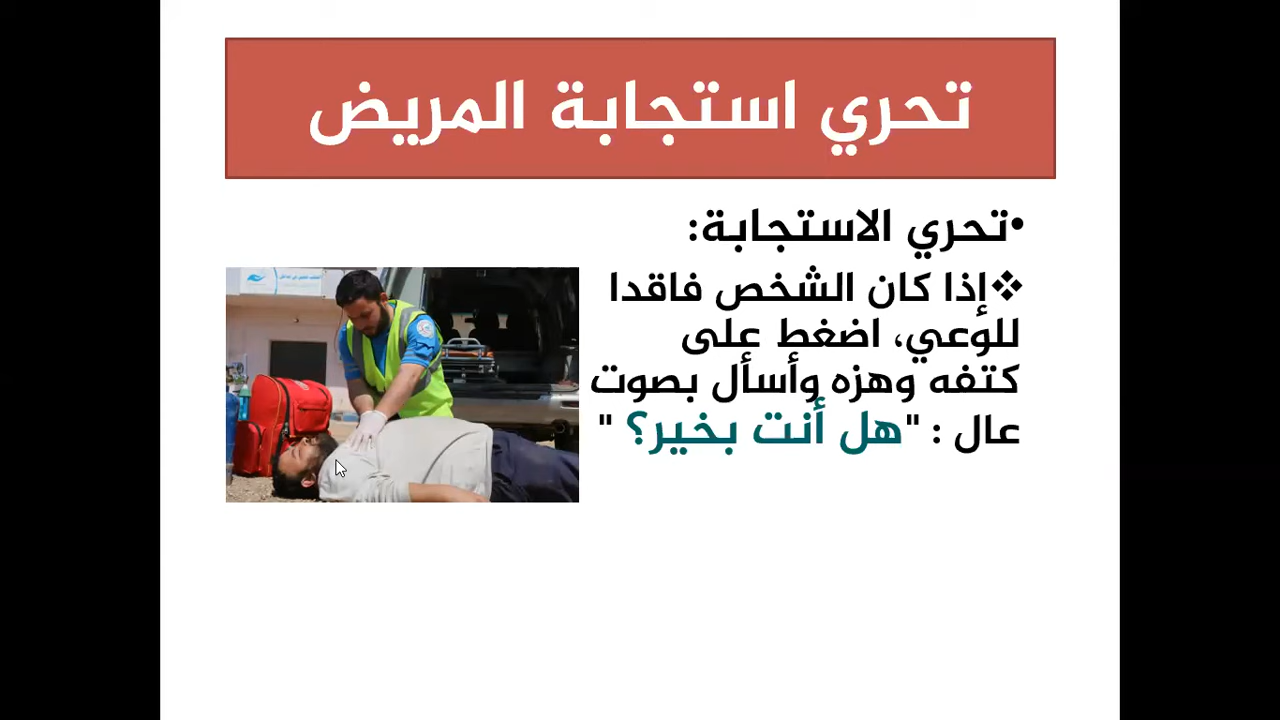 تحري استجابة المريض
•تحري الاستجابة:
❖إذا كان الشخص فاقدا
للوعي، اضغط على
كتفه وهزه وأسأل بصوت
عال : "هل أنت بخير؟ "